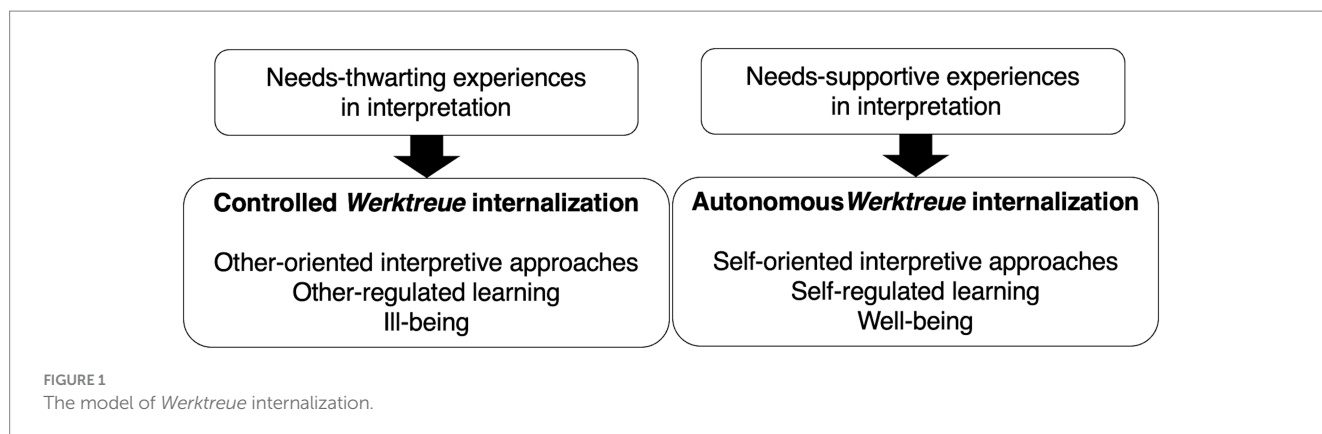 Needs-thwarting experiences
in interpretation
Controlled Werktreue internalization
Other-oriented interpretive approaches
Other-regulated learning
Ill-being
Needs-supportive experiences
in interpretation
Autonomous Werktreue internalization
Self-oriented interpretive approaches
Self-regulated learning
Well-being
FIGURE 1
The model of Werktreue internalization.